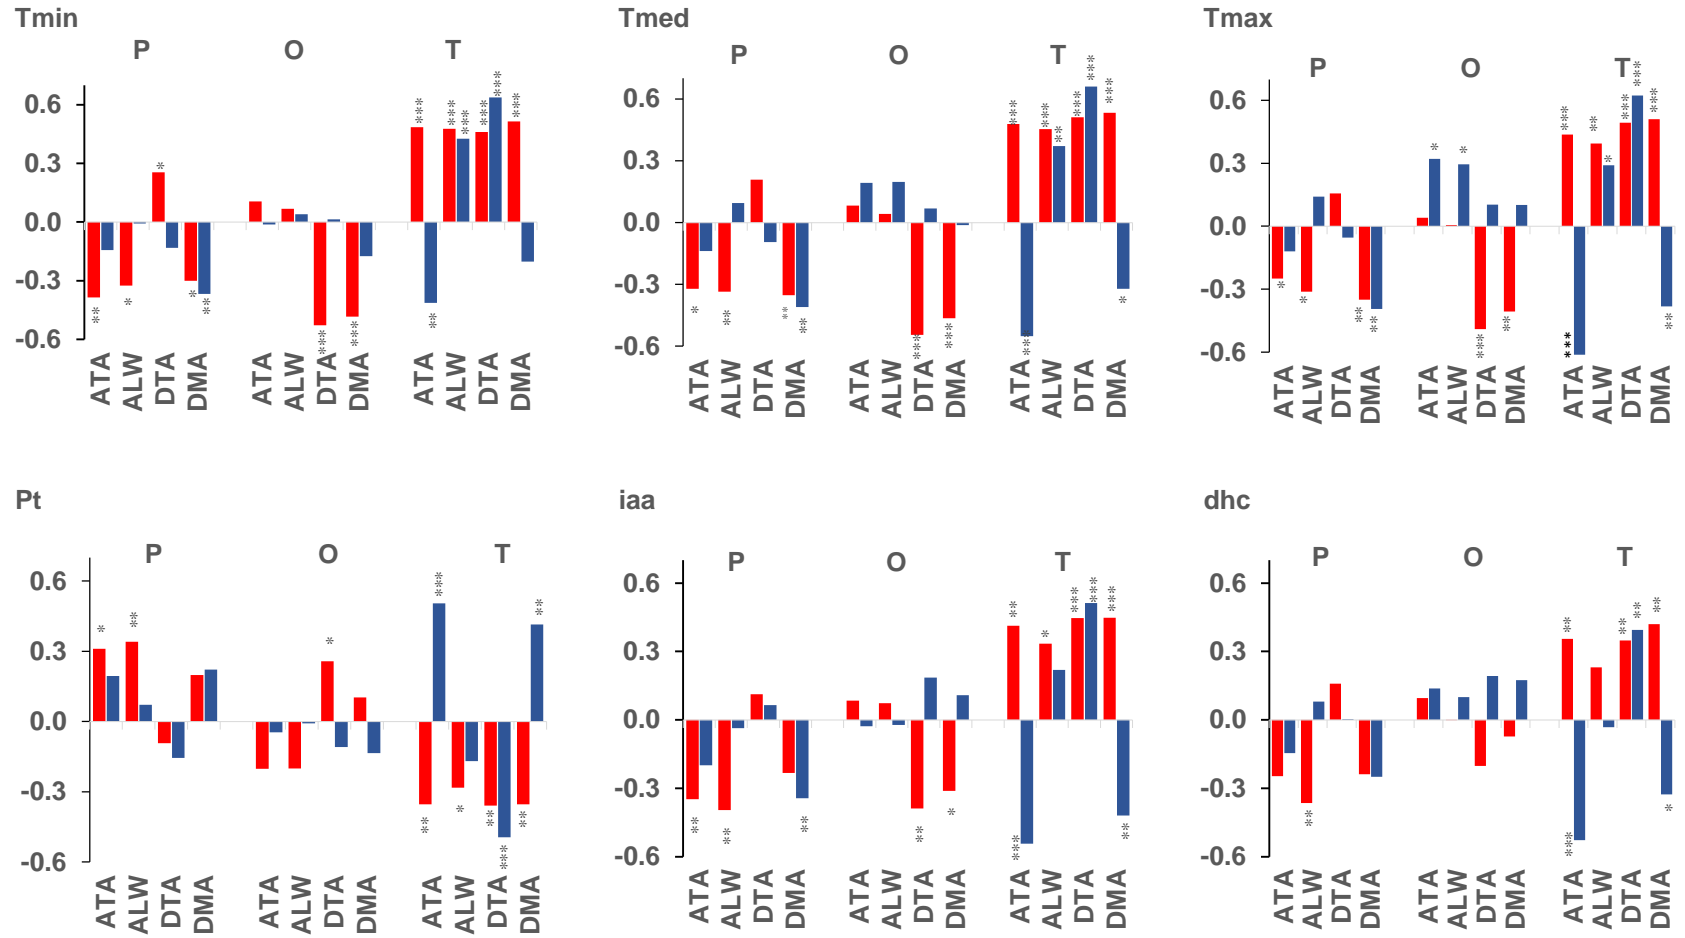 Tmin
P O T
0.6
0.3
0.0
-0.3
-0.6
** * * * ** *** *** *** ** *** *** *** *** ***
ATA ALW DTA DMA ATA ALW DTA DMA ATA ALW DTA DMA
Tmed
P O T
0.6
0.3
0.0
-0.3
-0.6
* ** ** ** *** *** *** *** *** ** *** *** ***
ATA ALW DTA DMA ATA ALW DTA DMA ATA ALW DTA DMA
Tmax
P O T
0.6
0.3
0.0
-0.3
-0.6
* * ** ** * * *** ** *** *** ** * *** *** *** **
ATA ALW DTA DMA ATA ALW DTA DMA ATA ALW DTA DMA
Pt
P O T
0.6
0.3
0.0
-0.3
-0.6
* ** * ** *** * ** *** ** **
ATA ALW DTA DMA ATA ALW DTA DMA ATA ALW DTA DMA
iaa
P O T
0.6
0.3
0.0
-0.3
-0.6
** ** ** ** * ** *** * *** *** *** **
ATA ALW DTA DMA ATA ALW DTA DMA ATA ALW DTA DMA
dhc
P O T
0.6
0.3
0.0
-0.3
-0.6
** ** *** ** ** ** *
ATA ALW DTA DMA ATA ALW DTA DMA ATA ALW DTA DMA